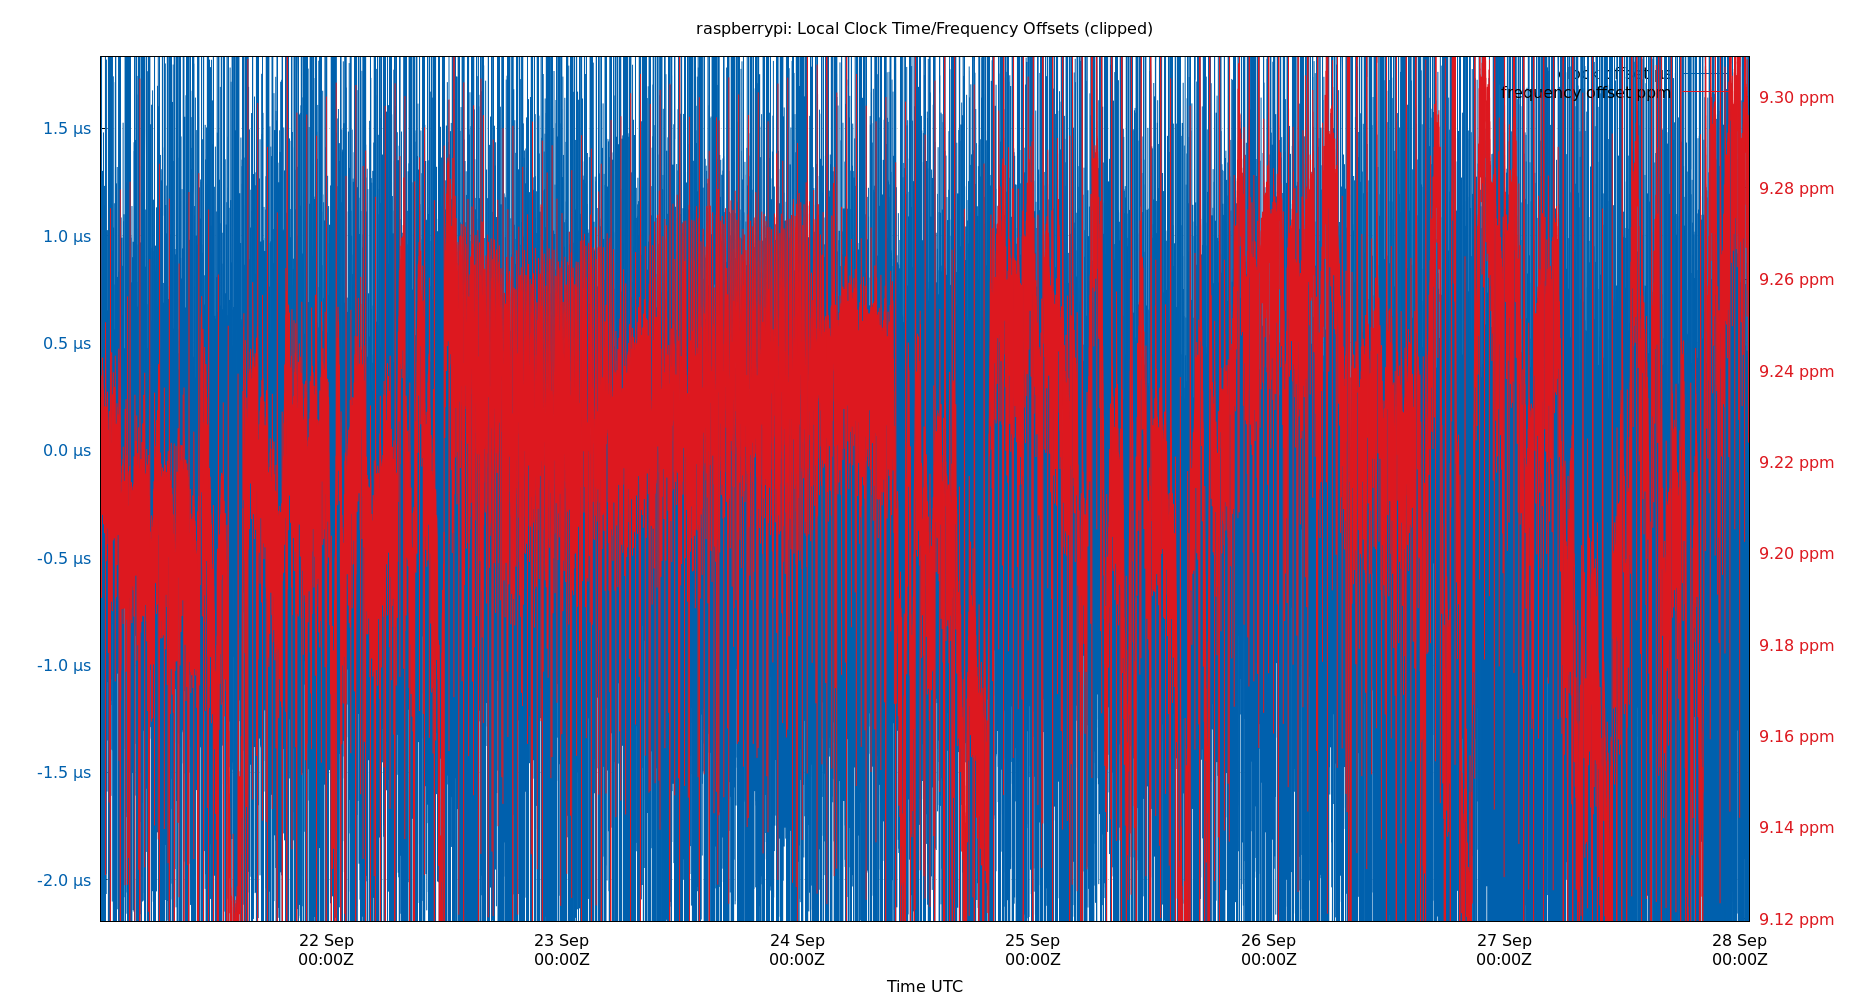 raspberrypi: Local Clock Time/Frequency Offsets (clipped)
clock offset µs
frequency offset ppm
1.5 µs
1.0 µs
0.5 µs
0.0 µs
-0.5 µs
-1.0 µs
-1.5 µs
-2.0 µs
9.30 ppm
9.28 ppm
9.26 ppm
9.24 ppm
9.22 ppm
9.20 ppm
9.18 ppm
9.16 ppm
9.14 ppm
9.12 ppm
22 Sep 23 Sep 24 Sep 25 Sep 26 Sep 27 Sep 28 Sep
00:00Z 00:00Z 00:00Z 00:00Z 00:00Z 00:00Z 00:00Z
Time UTC